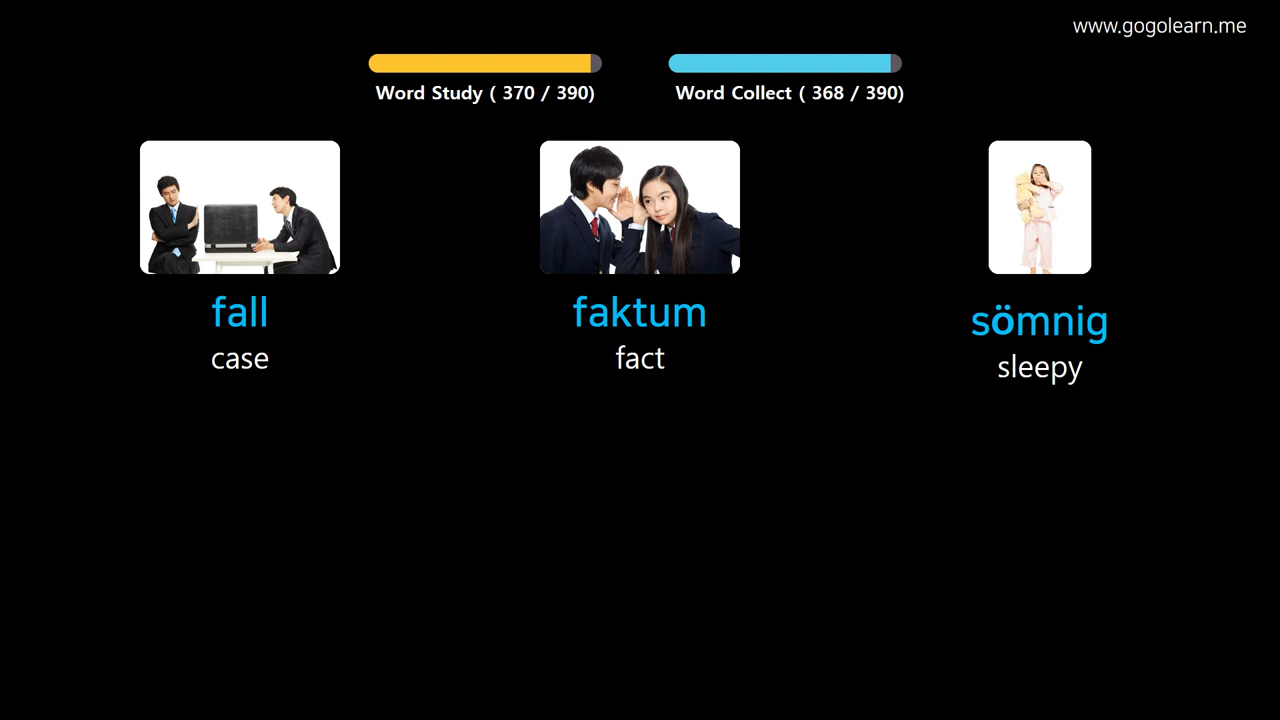 www.gogolearn.me
Word Study ( 370 / 390)
Word Collect ( 368 / 390)
fall
case
faktum
fact
sömnig
sleepy